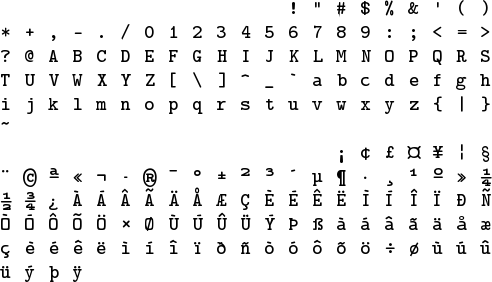 ! " # $ % & ' ( )
* + , - . / 0 1 2 3 4 5 6 7 8 9 : ; < = >
? @ A B C D E F G H I J K L M N O P Q R S
T U V W X Y Z [ \ ] ^ _ ` a b c d e f g h
i j k l m n o p q r s t u v w x y z { | }
~
¡ ¢ £ ¤ ¥ ¦ §
¨ © ª « ¬ - ® ¯ ° ± ² ³ ´ µ ¶ · ¸ ¹ º » ¼
½ ¾ ¿ À Á Â Ã Ä Å Æ Ç È É Ê Ë Ì Í Î Ï Ð Ñ
Ò Ó Ô Õ Ö × Ø Ù Ú Û Ü Ý Þ ß à á â ã ä å æ
ç è é ê ë ì í î ï ð ñ ò ó ô õ ö ÷ ø ù ú û
ü ý þ ÿ